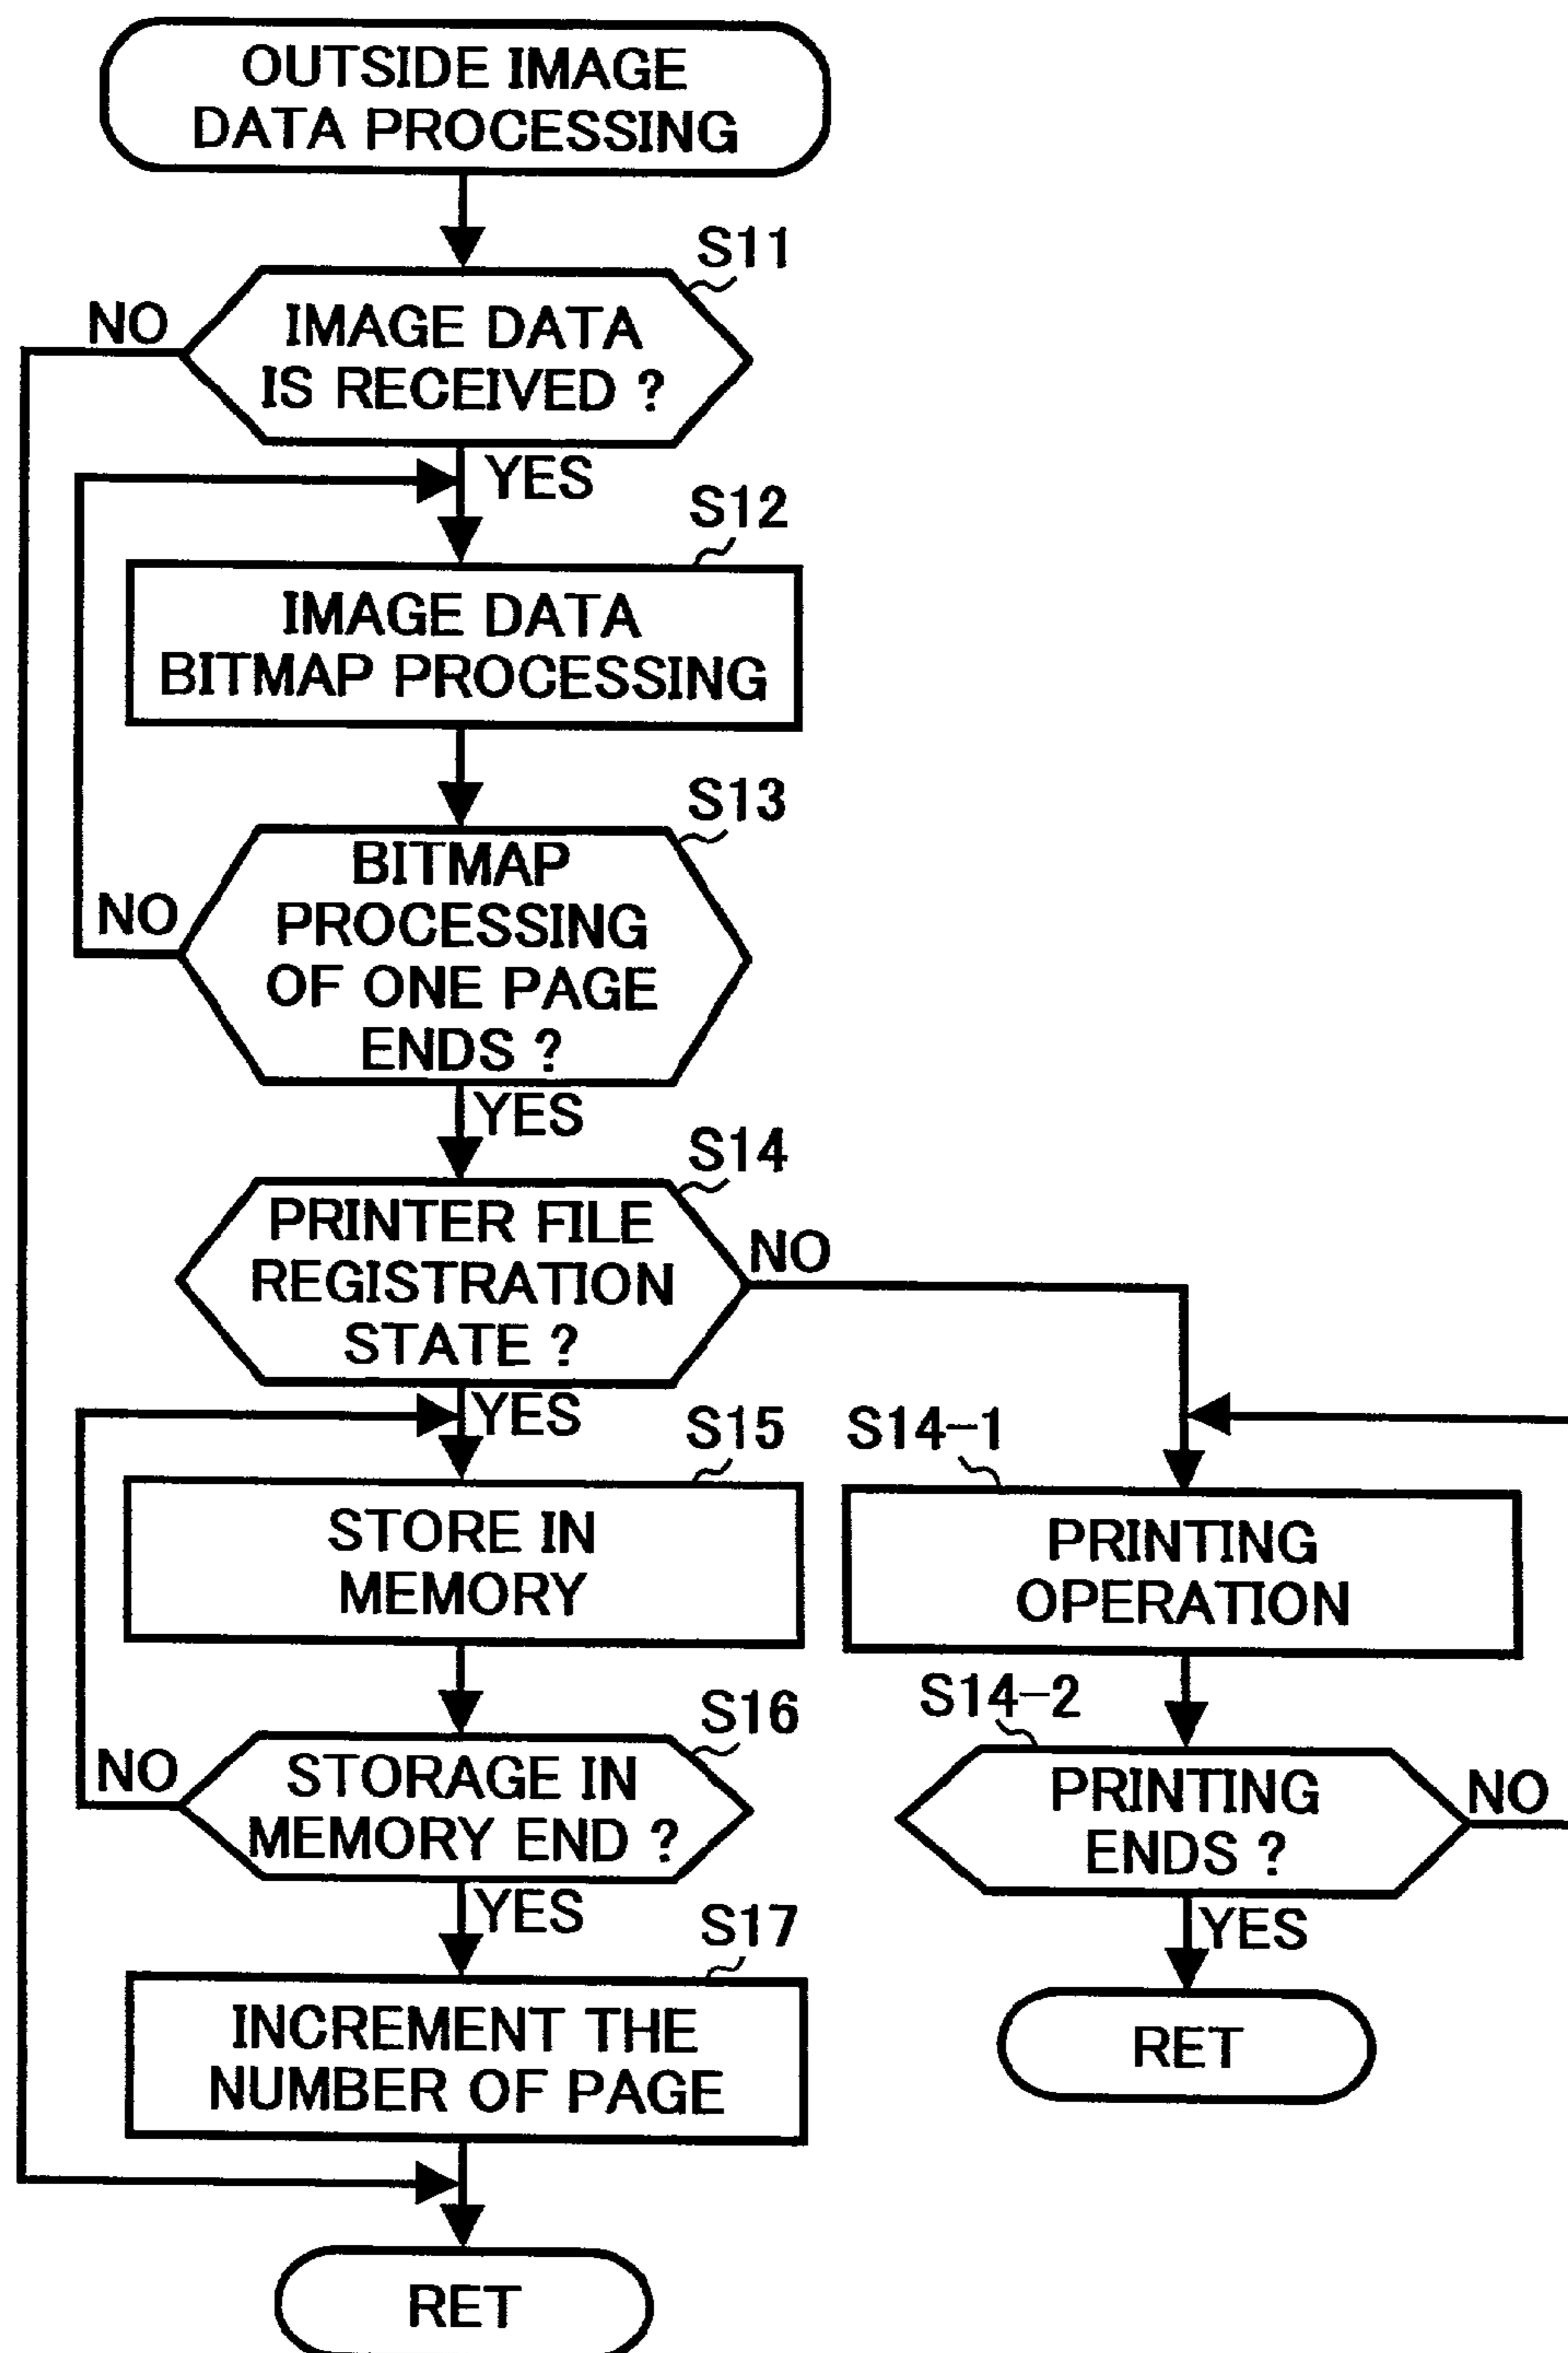 OUTSIDE IMAGE
DATA PROCESSING
S11
NO
IMAGE DATA
IS RECEIVED ?
YES
S12
IMAGE DATA
BITMAP PROCESSING
S13
NO
BITMAP
PROCESSING
OF ONE PAGE
ENDS ?
YES
S14
PRINTER FILE
REGISTRATION
STATE ?
NO
YES
S15
STORE IN
MEMORY
S14-1
PRINTING
OPERATION
S16
NO
STORAGE IN
MEMORY END ?
S14-2
PRINTING
ENDS ?
NO
YES
S17
INCREMENT THE
NUMBER OF PAGE
YES
RET
RET